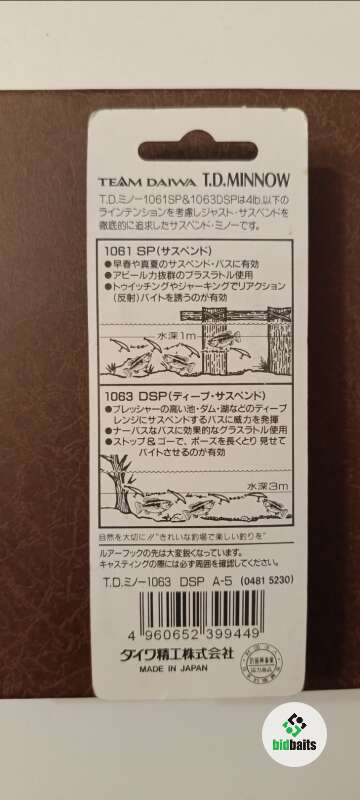 TEAM DAIWA T.D.MINNOW
T.D.ミノー1061SP&1063DSPは4lb.以下の
ラインテンションを考慮しジャスト・サスペンドを
徹底的に追求したサスペンド・ミノーです。
1061 SP(サスペンド)
●早春や真夏のサスペンド・バスに有効
●アピール力抜群のブラスラトル使用
●トゥイッチングやジャーキングでリアクション
(反射)バイトを誘うのが有効
水深1m
1063 DSP(ディープ・サスペンド)
●プレッシャーの高い池・ダム・湖などのディープ
レンジにサスペンドするバスに威力を発揮
●ナーバスなバスに効果的なグラスラトル使用
●ストップ&ゴーで、ポーズを長くとり見せて
バイトさせるのが有効
水深3m
自然を大切に!!"きれいな釣場で楽しい釣りを"
ルアーフックの先は大変鋭くなっています。
キャスティングの際には必ず周囲を確認してください。
T.D.ミノー1063 DSP A-5 (0481 5230)
4 960652 399449
ダイワ精工株式会社
MADE IN JAPAN
bidbaits